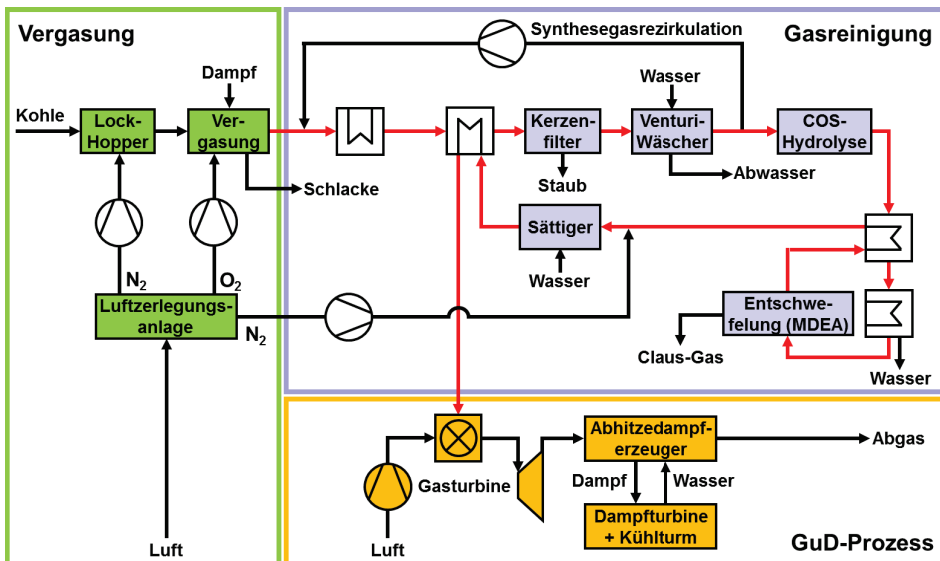 Vergasung
Synthesegasrezirkulation
Gasreinigung
Dampf
Wasser
Kohle
Lock-
Hopper
Ver-
gasung
Kerzen-
filter
Venturi-
Wäscher
COS-
Hydrolyse
Schlacke
Staub
Abwasser
Sättiger
Wasser
N₂
O₂
Luftzerlegungs-
anlage
N₂
Entschwe-
felung (MDEA)
Claus-Gas
Wasser
Gasturbine
Abhitzedampf-
erzeuger
Abgas
Dampf
Wasser
Dampfturbine
+ Kühlturm
Luft
Luft
GuD-Prozess